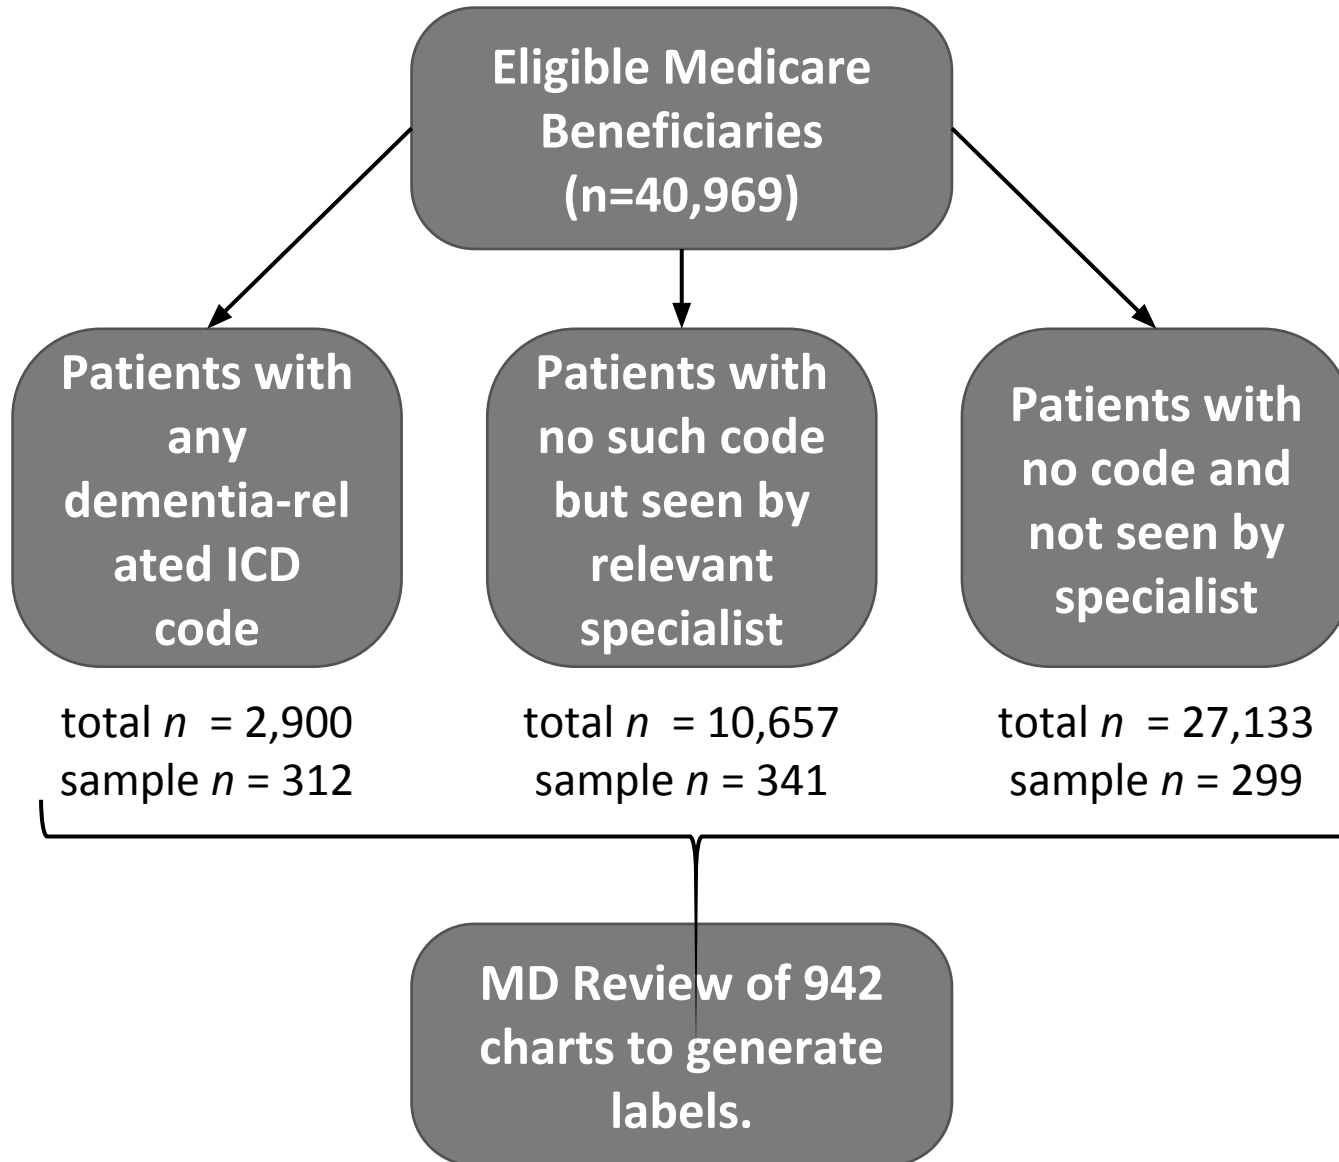 Eligible Medicare
Beneficiaries
(n=40,969)
Patients with
any
dementia-rel
ated ICD
code
Patients with
no such code
but seen by
relevant
specialist
Patients with
no code and
not seen by
specialist
total n = 2,900
sample n = 312
total n = 10,657
sample n = 341
total n = 27,133
sample n = 299
MD Review of 942
charts to generate
labels.